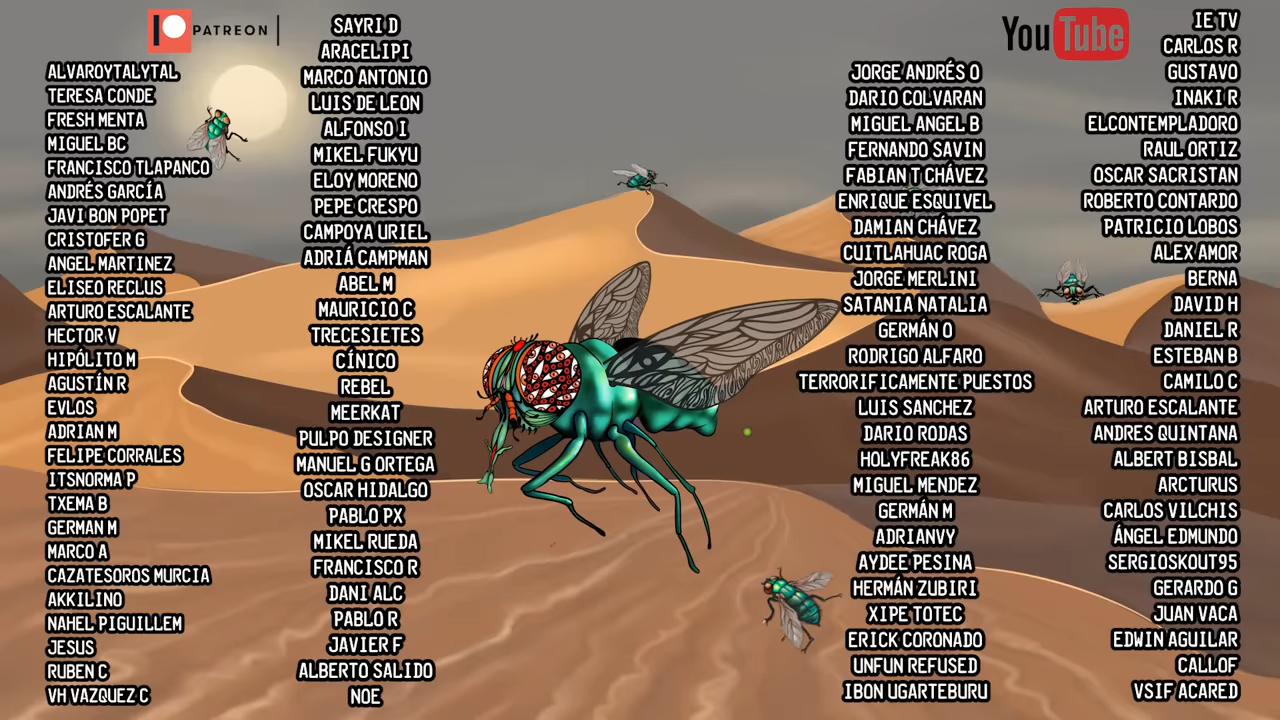 PATREON
ALVAROYTALYTAL
TERESA CONDE
FRESH MENTA
MIGUEL BC
FRANCISCO TLAPANCO
ANDRÉS GARCÍA
JAVI BON POPET
CRISTOFER G
ANGEL MARTINEZ
ELISEO RECLUS
ARTURO ESCALANTE
HECTOR V
HIPÓLITO M
AGUSTÍN R
EVLOS
ADRIAN M
FELIPE CORRALES
ITSNORMA P
TXEMA B
GERMAN M
MARCO A
CAZATESOROS MURCIA
AKKILINO
NAHEL PIGUILLEM
JESUS
RUBEN C
VH VAZQUEZ C
SAYRI D
ARACELIPI
MARCO ANTONIO
LUIS DE LEON
ALFONSO I
MIKEL FUKYU
ELOY MORENO
PEPE CRESPO
CAMPOYA URIEL
ADRIÁ CAMPMAN
ABEL M
MAURICIO C
TRECESIETES
CÍNICO
REBEL
MEERKAT
PULPO DESIGNER
MANUEL G ORTEGA
OSCAR HIDALGO
PABLO PX
MIKEL RUEDA
FRANCISCO R
DANI ALC
PABLO R
JAVIER F
ALBERTO SALIDO
NOE
YouTube
JORGE ANDRÉS O
DARIO COLVARAN
MIGUEL ANGEL B
FERNANDO SAVIN
FABIAN T CHÁVEZ
ENRIQUE ESQUIVEL
DAMIAN CHÁVEZ
CUITLAHUAC ROGA
JORGE MERLINI
SATANIA NATALIA
GERMÁN O
RODRIGO ALFARO
TERRORIFICAMENTE PUESTOS
LUIS SANCHEZ
DARIO RODAS
HOLYFREAK86
MIGUEL MENDEZ
GERMÁN M
ADRIANVY
AYDEE PESINA
HERMÁN ZUBIRI
XIPE TOTEC
ERICK CORONADO
UNFUN REFUSED
IBON UGARTEBURU
IE TV
CARLOS R
GUSTAVO
INAKI R
ELCONTEMPLADORO
RAUL ORTIZ
OSCAR SACRISTAN
ROBERTO CONTARDO
PATRICIO LOBOS
ALEX AMOR
BERNA
DAVID H
DANIEL R
ESTEBAN B
CAMILO C
ARTURO ESCALANTE
ANDRES QUINTANA
ALBERT BISBAL
ARCTURUS
CARLOS VILCHIS
ÁNGEL EDMUNDO
SERGIOSKOUT95
GERARDO G
JUAN VACA
EDWIN AGUILAR
CALLOF
VSIF ACARED